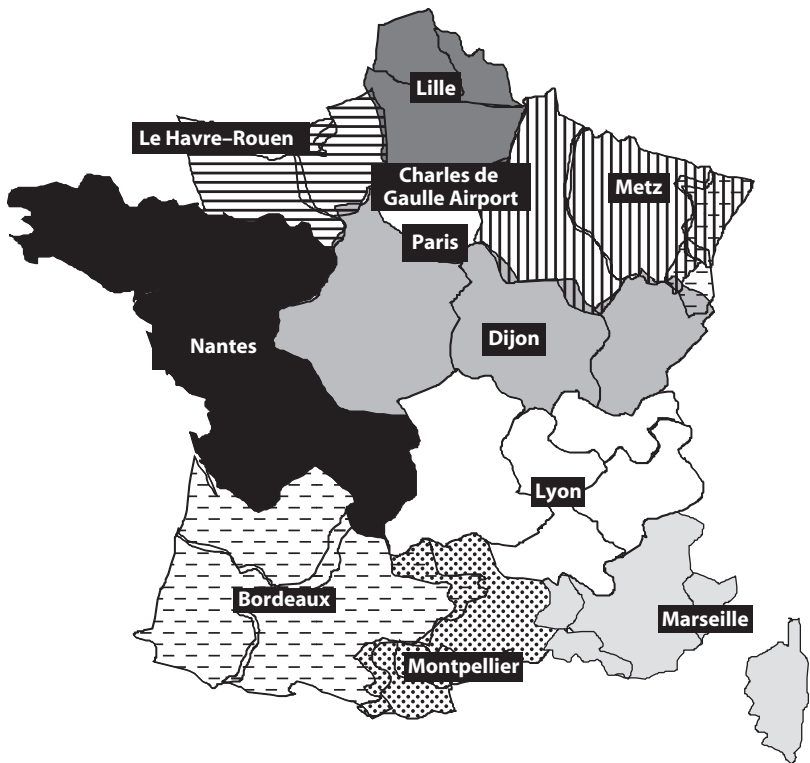 Lille
Le Havre–Rouen
Charles de
Gaulle Airport
Metz
Paris
Nantes
Dijon
Lyon
Bordeaux
Marseille
Montpellier